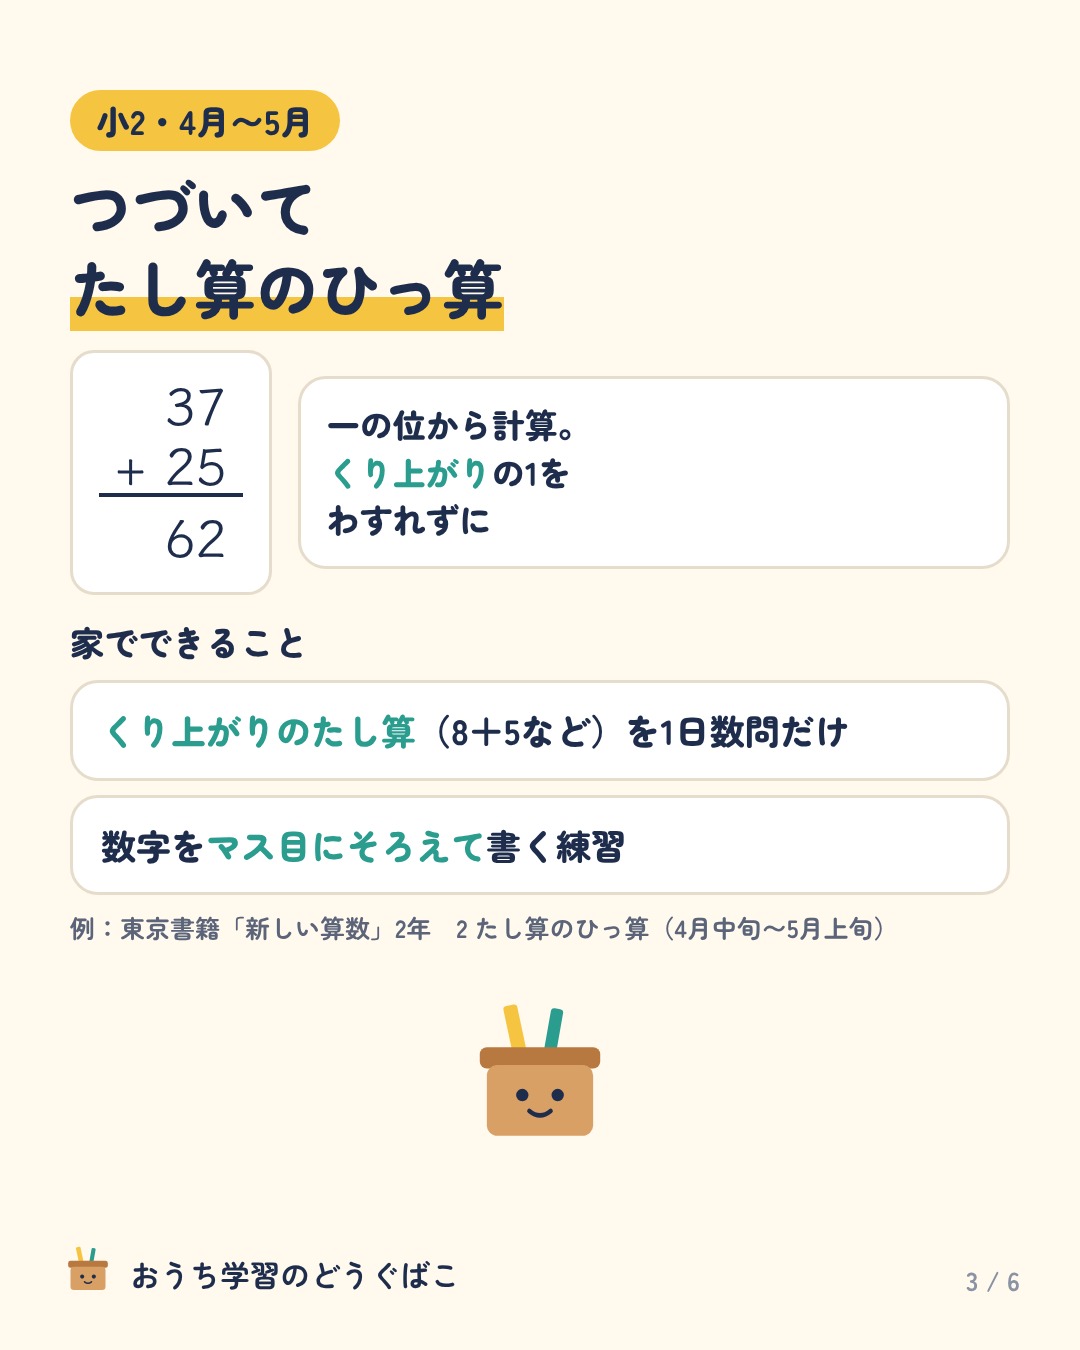 小2・4月〜5月
つづいて
たし算のひっ算
37
+ 25
62
一の位から計算。
くり上がりの1を
わすれずに
家でできること
くり上がりのたし算（8＋5など）を1日数問だけ
数字をマス目にそろえて書く練習
例：東京書籍「新しい算数」2年　2 たし算のひっ算（4月中旬〜5月上旬）
おうち学習のどうぐばこ
3 / 6